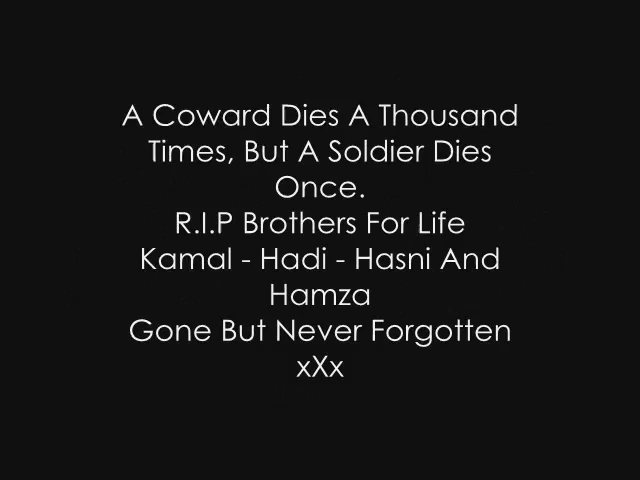 A Coward Dies A Thousand
Times, But A Soldier Dies
Once.
R.I.P Brothers For Life
Kamal - Hadi - Hasni And
Hamza
Gone But Never Forgotten
xXx